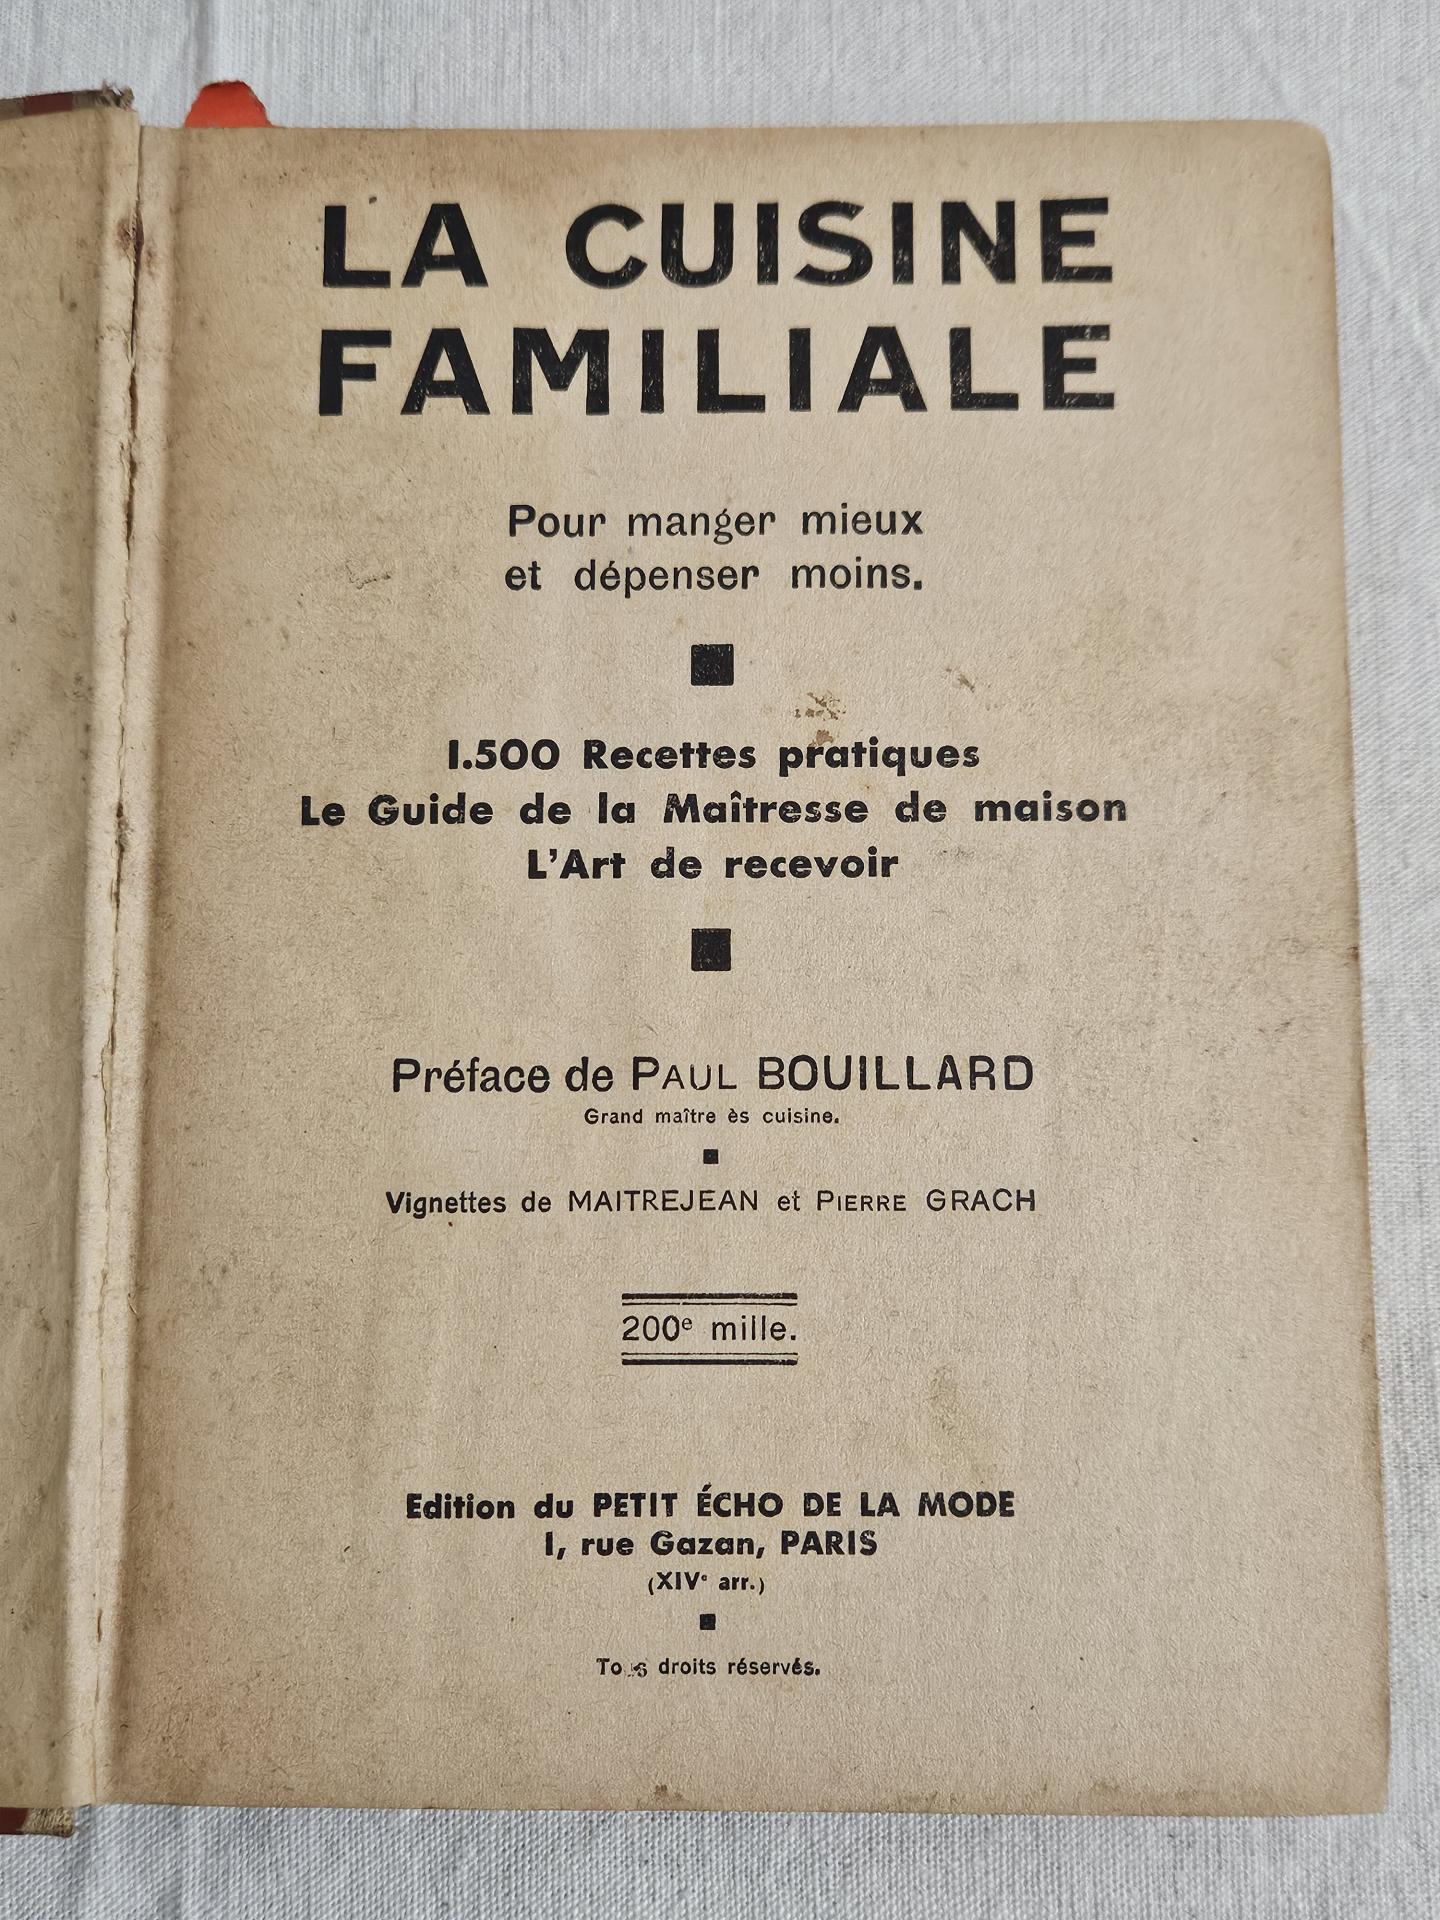 LA CUISINE
FAMILIALE
Pour manger mieux
et dépenser moins.
1.500 Recettes pratiques
Le Guide de la Maîtresse de maison
L'Art de recevoir
Préface de PAUL BOUILLARD
Grand maître ès cuisine.
Vignettes de MAITREJEAN et PIERRE GRACH
200e mille.
Edition du PETIT ÉCHO DE LA MODE
1, rue Gazan, PARIS
(XIVe arr.)
Tous droits réservés.